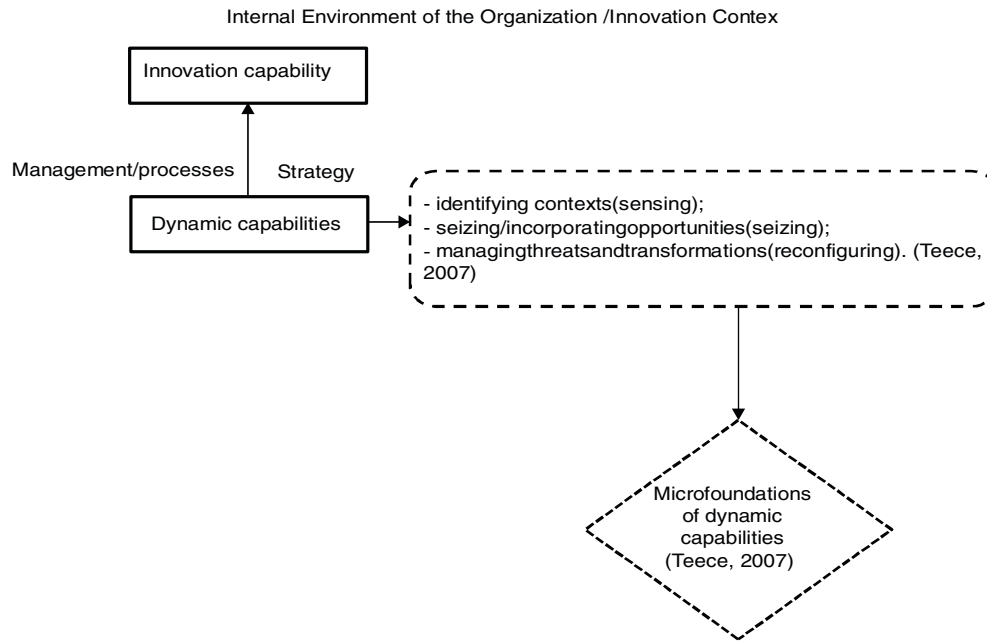 Internal Environment of the Organization /Innovation Contex
Innovation capability
Management/processes
Strategy
Dynamic capabilities
- identifying contexts(sensing);
- seizing/incorporatingopportunities(seizing);
- managingthreatsandtransformations(reconfiguring). (Teece,
2007)
Microfoundations
of dynamic
capabilities
(Teece, 2007)